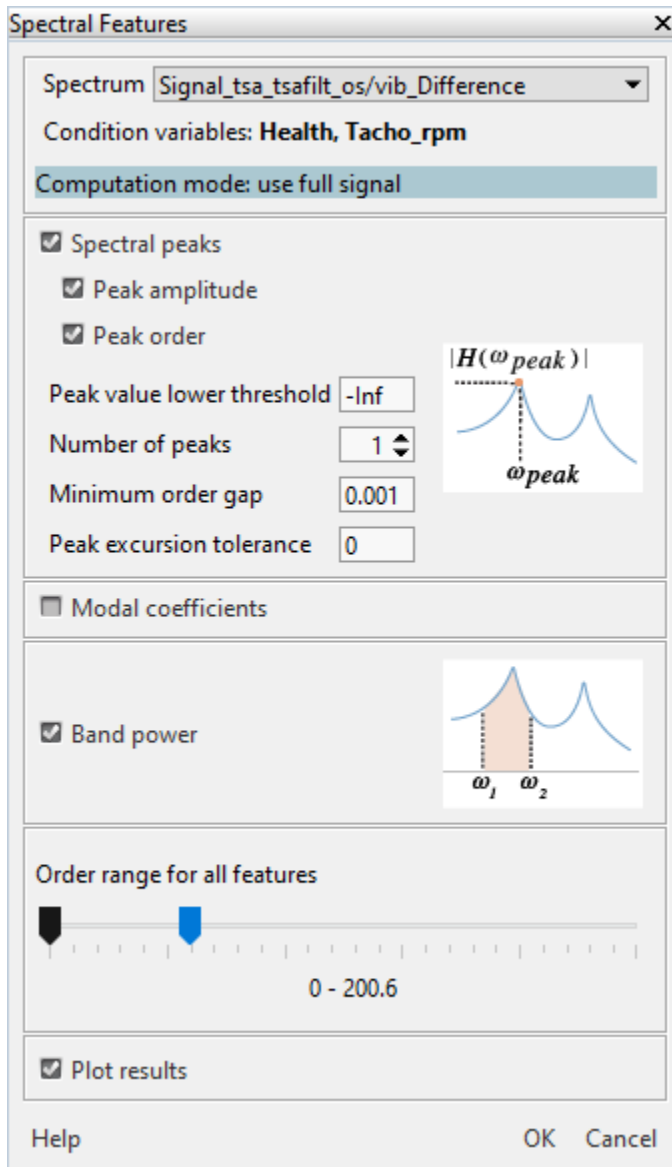 Spectral Features
Spectrum Signal_tsa_tsafilt_os/vib_Difference
Condition variables: Health, Tacho_rpm
Computation mode: use full signal
Spectral peaks
Peak amplitude
Peak order
Peak value lower threshold -Inf
Number of peaks 1
Minimum order gap 0.001
Peak excursion tolerance 0
|H(ωpeak)|
ωpeak
Modal coefficients
Band power
ω1 ω2
Order range for all features
0 - 200.6
Plot results
Help OK Cancel